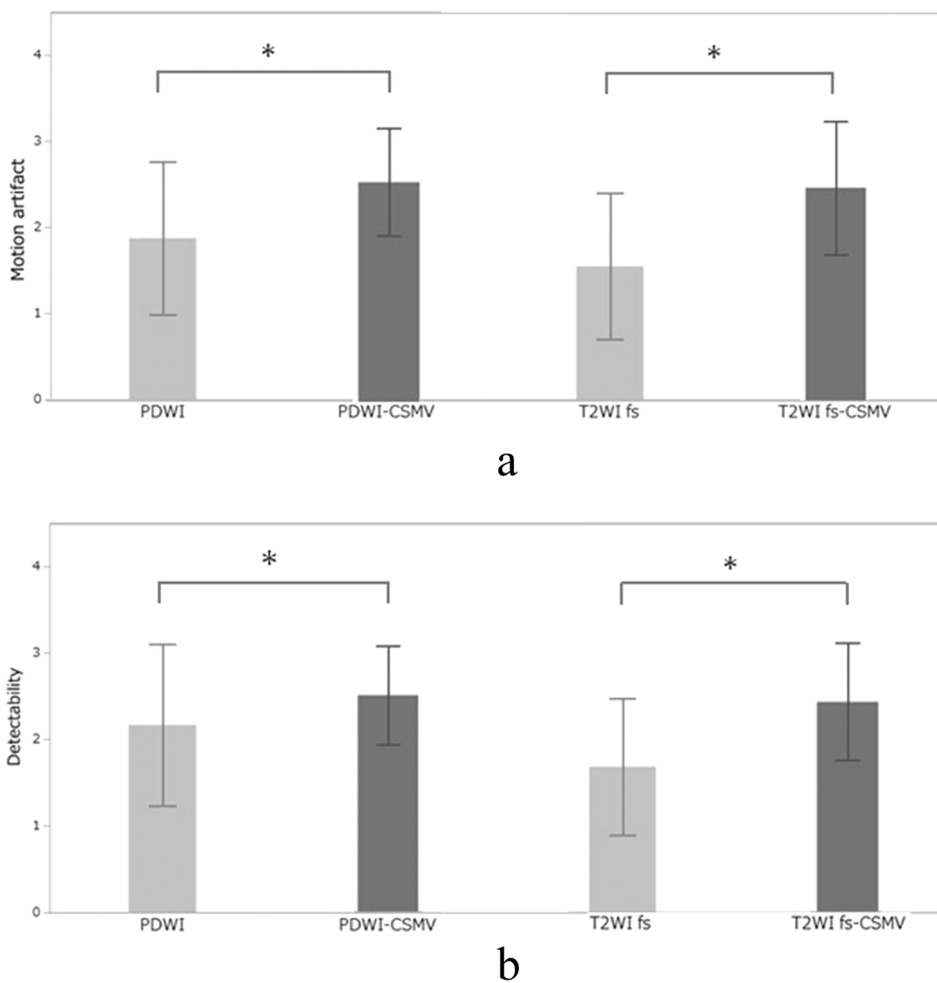 * *
4
3
2
1
0
Motion artifact
PDWI PDWI-CSMV T2WI fs T2WI fs-CSMV
a
* *
4
3
2
1
0
Detectability
PDWI PDWI-CSMV T2WI fs T2WI fs-CSMV
b